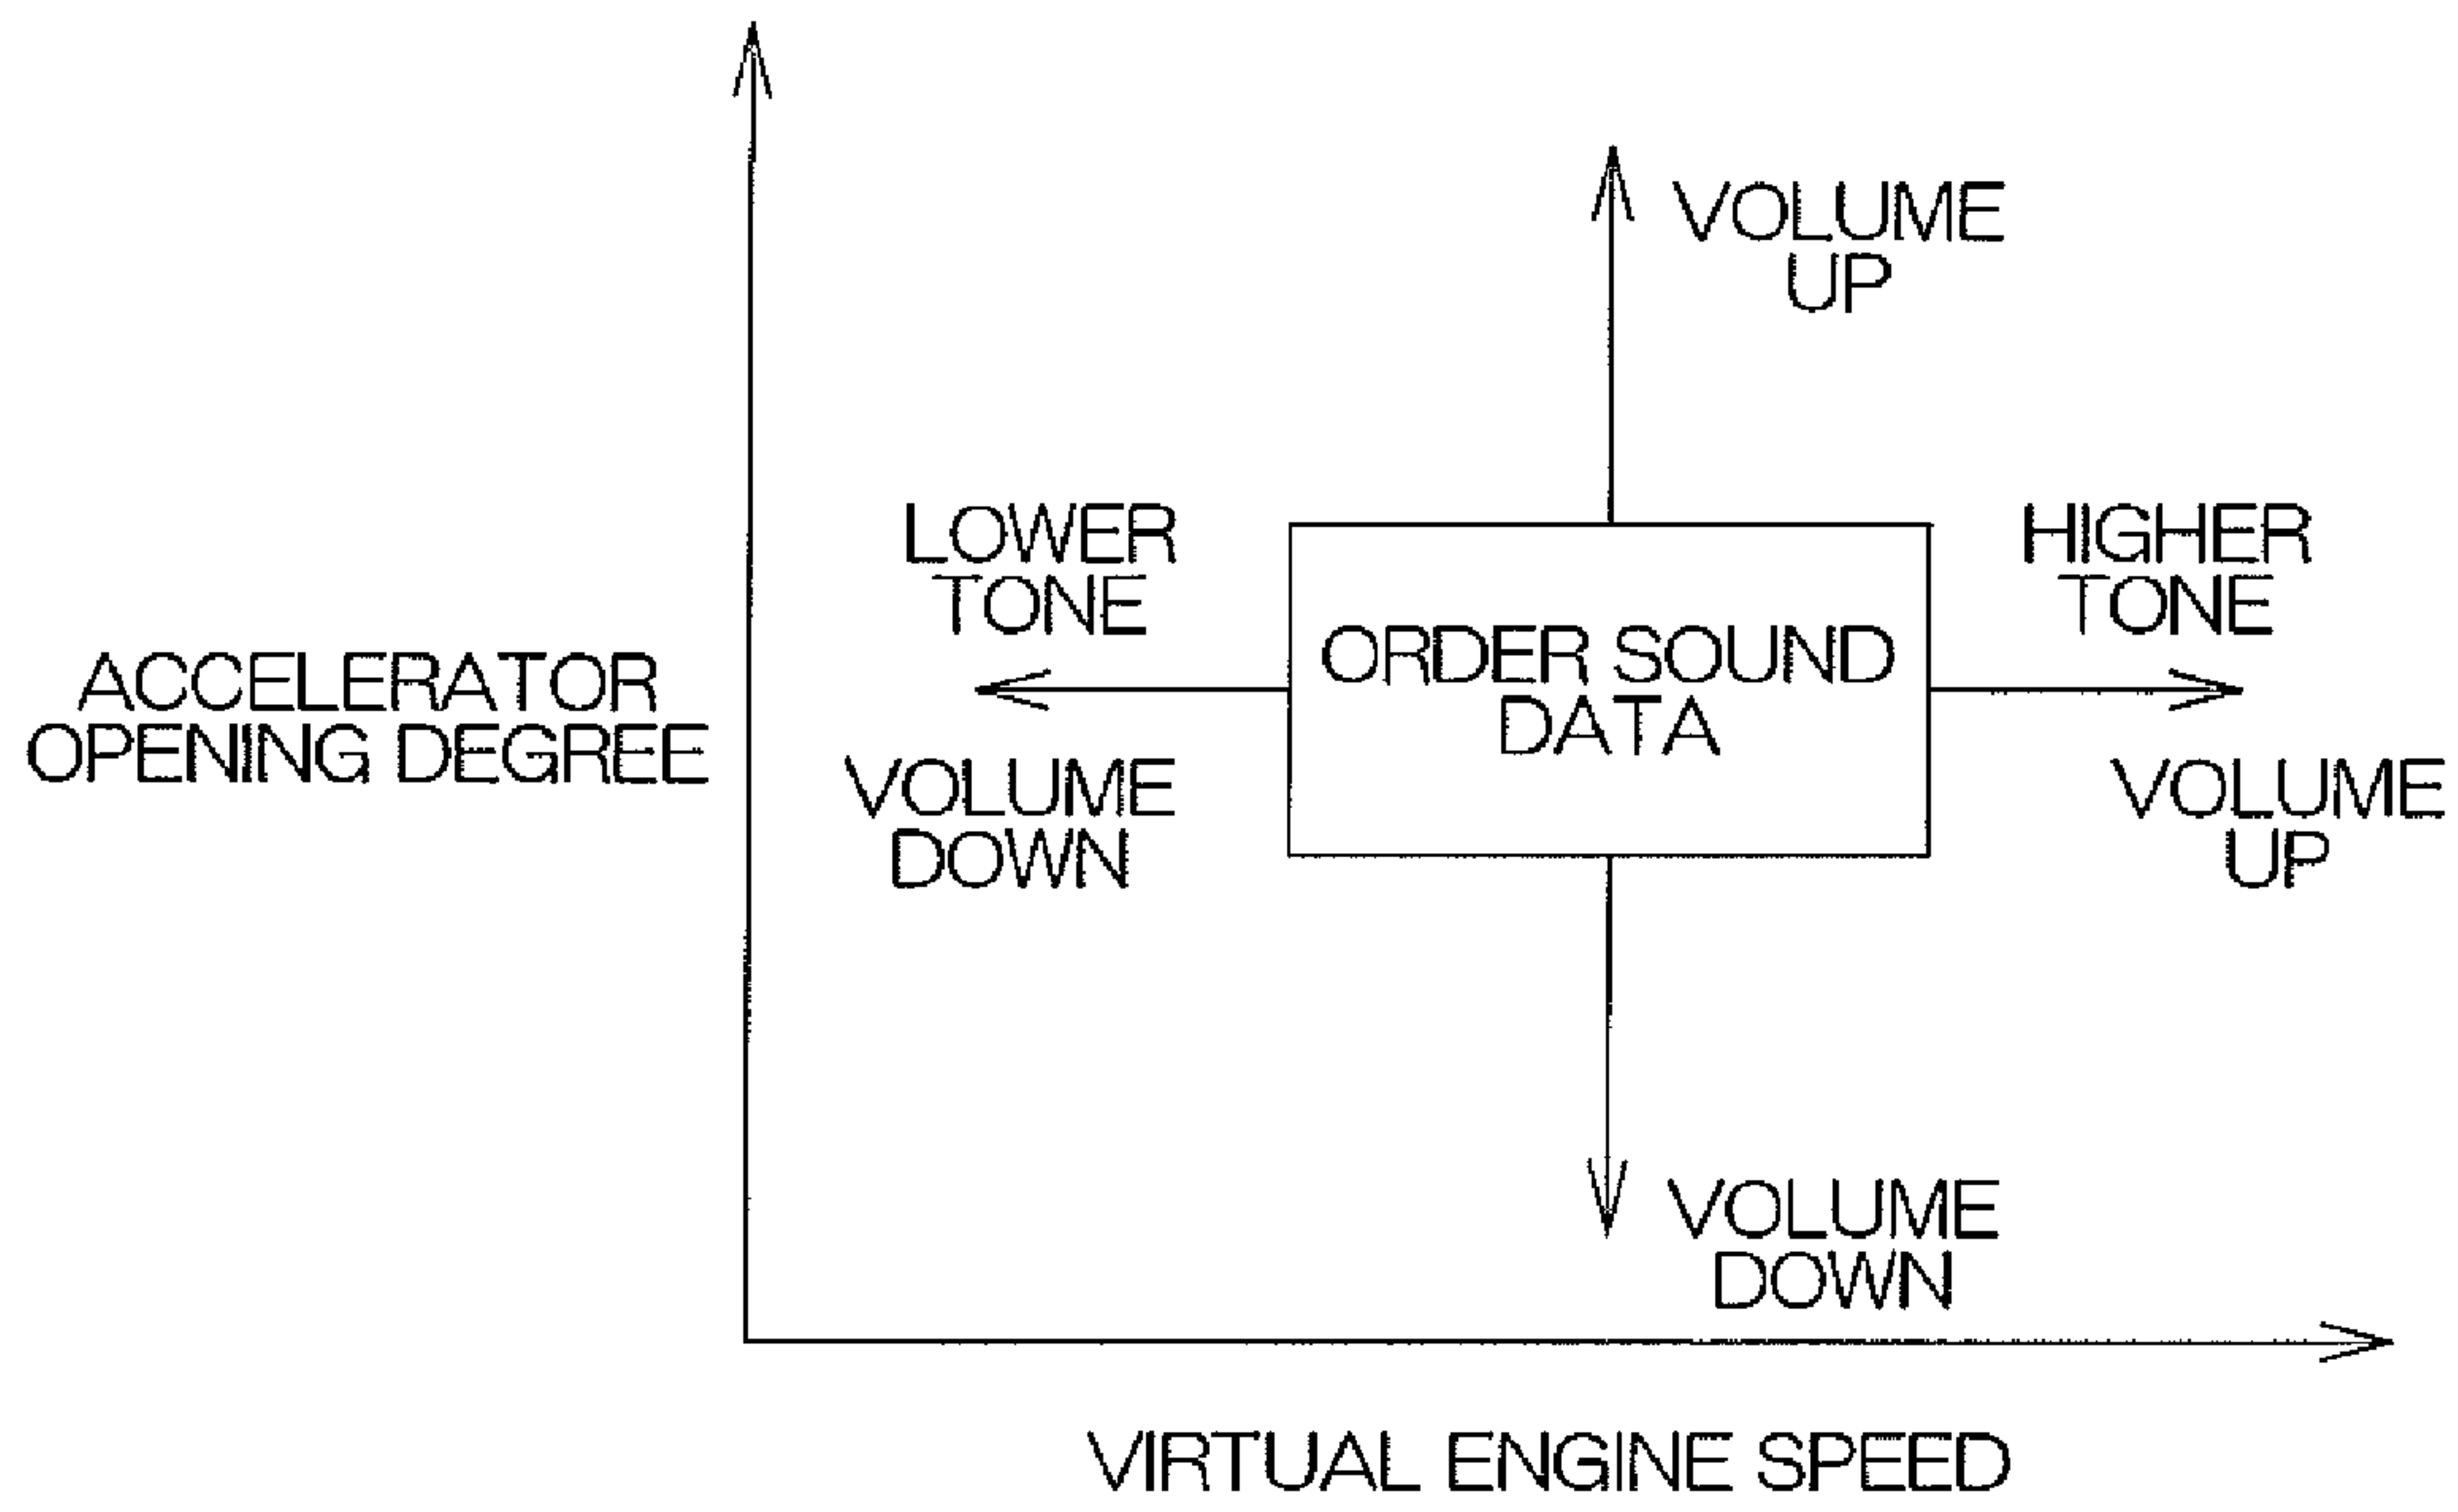 VOLUME
UP
LOWER
TONE
HIGHER
TONE
ORDER SOUND
DATA
ACCELERATOR
OPENING DEGREE
VOLUME
DOWN
VOLUME
UP
VOLUME
DOWN
VIRTUAL ENGINE SPEED